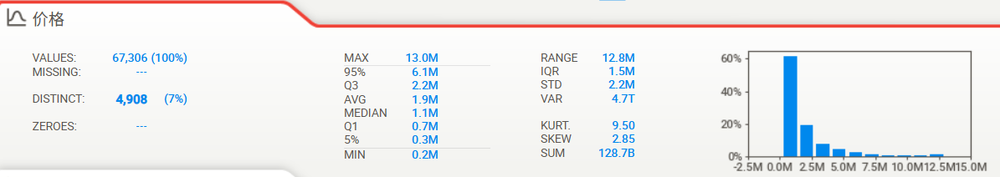 价格
VALUES: 67,306 (100%)
MISSING: ---
DISTINCT: 4,908 (7%)
ZEROES: ---
MAX 13.0M
95% 6.1M
Q3 2.2M
AVG 1.9M
MEDIAN 1.1M
Q1 0.7M
5% 0.3M
MIN 0.2M
RANGE 12.8M
IQR 1.5M
STD 2.2M
VAR 4.7T
KURT. 9.50
SKEW 2.85
SUM 128.7B
60%
40%
20%
0%
-2.5M 0.0M 2.5M 5.0M 7.5M 10.0M 12.5M 15.0M